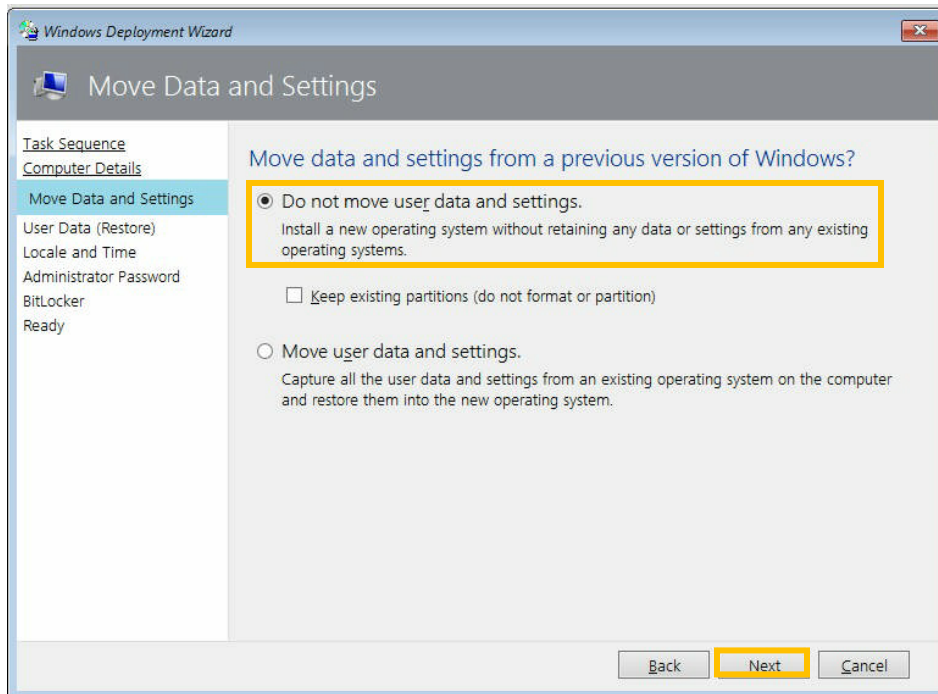 Windows Deployment Wizard
Move Data and Settings
Task Sequence
Computer Details
Move Data and Settings
User Data (Restore)
Locale and Time
Administrator Password
BitLocker
Ready
Move data and settings from a previous version of Windows?
Do not move user data and settings.
Install a new operating system without retaining any data or settings from any existing
operating systems.
Keep existing partitions (do not format or partition)
Move user data and settings.
Capture all the user data and settings from an existing operating system on the computer
and restore them into the new operating system.
Back
Next
Cancel